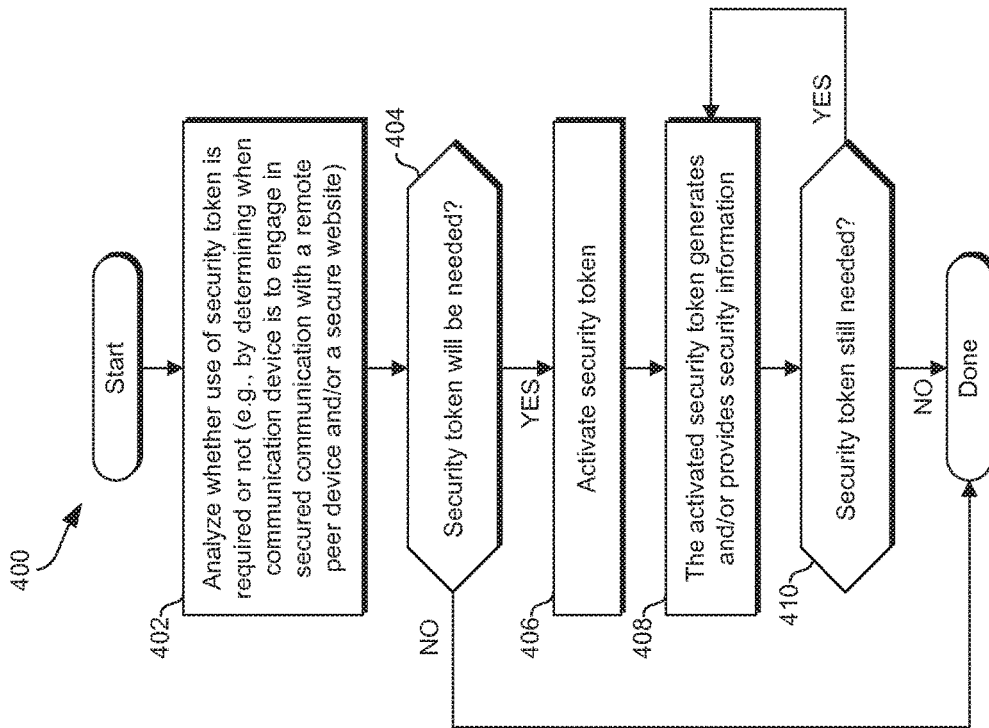 400
Start
402
Analyze whether use of security token is
required or not (e.g., by determining when
communication device is to engage in
secured communication with a remote
peer device and/or a secure website)
404
Security token will be needed?
NO
YES
406
Activate security token
408
The activated security token generates
and/or provides security information
410
Security token still needed?
YES
NO
Done